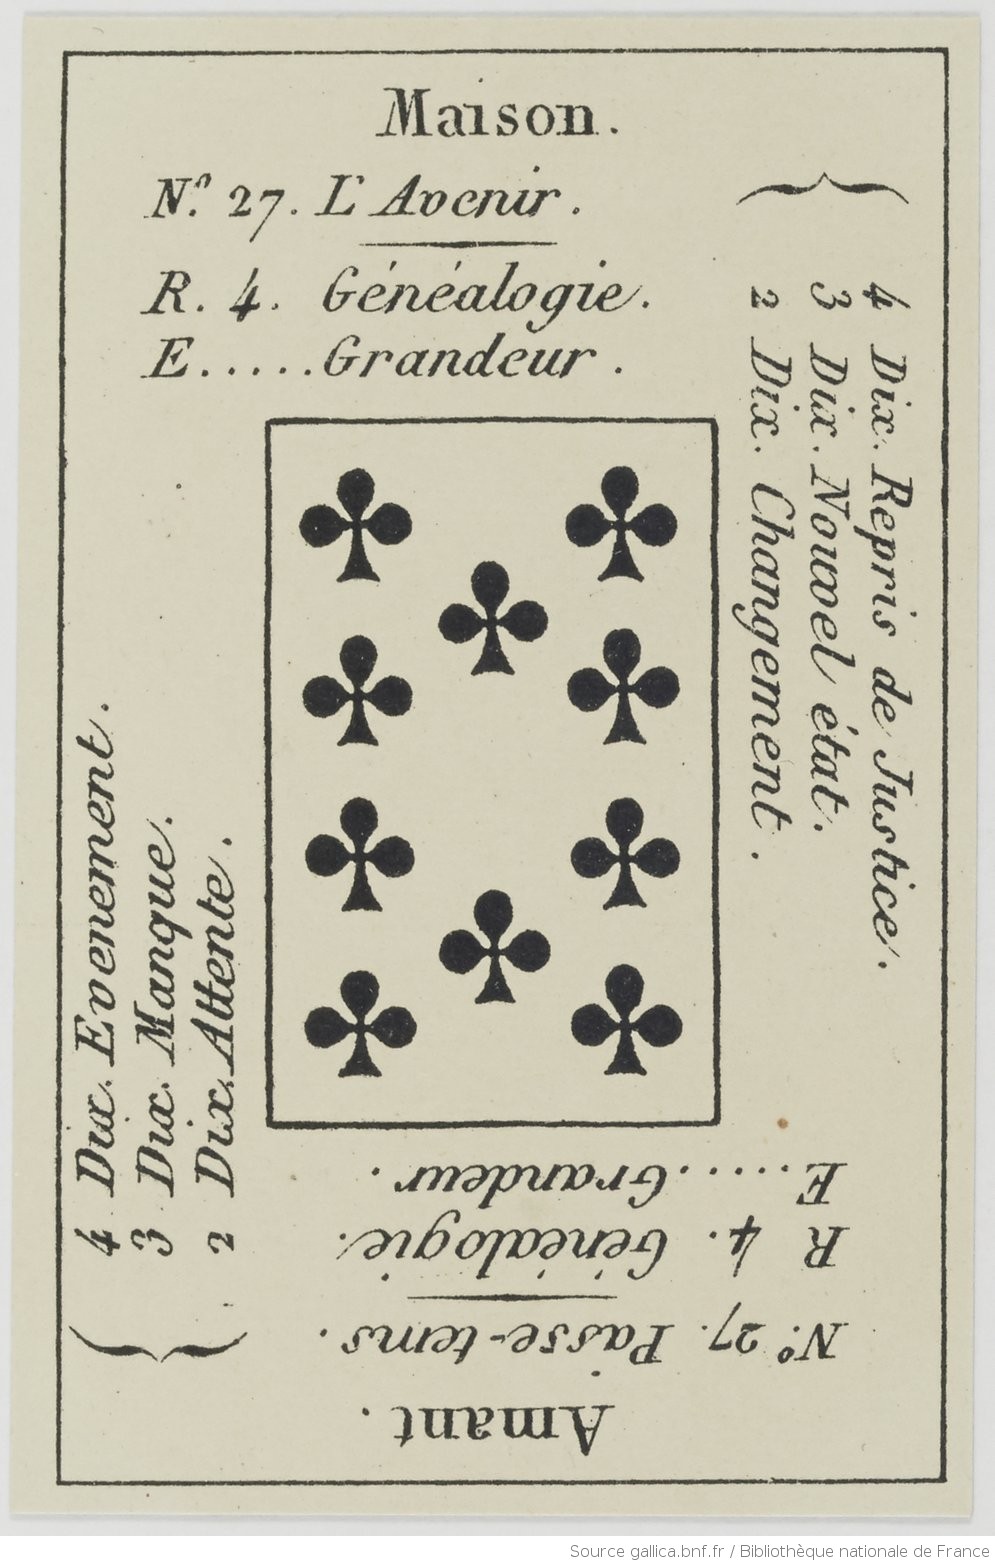 Maison.
N.º 27. L'Avenir.
R. 4. Généalogie.
E.....Grandeur.
4 Dix. Repris de Justice.
3 Dix. Nouvel état.
2 Dix. Changement.
4 Dix. Evenement.
3 Dix. Manque.
2 Dix. Attente.
Amant.
N.º 27. Passe-tems.
R 4. Généalogie.
E.....Grandeur.
Source gallica.bnf.fr / Bibliothèque nationale de France